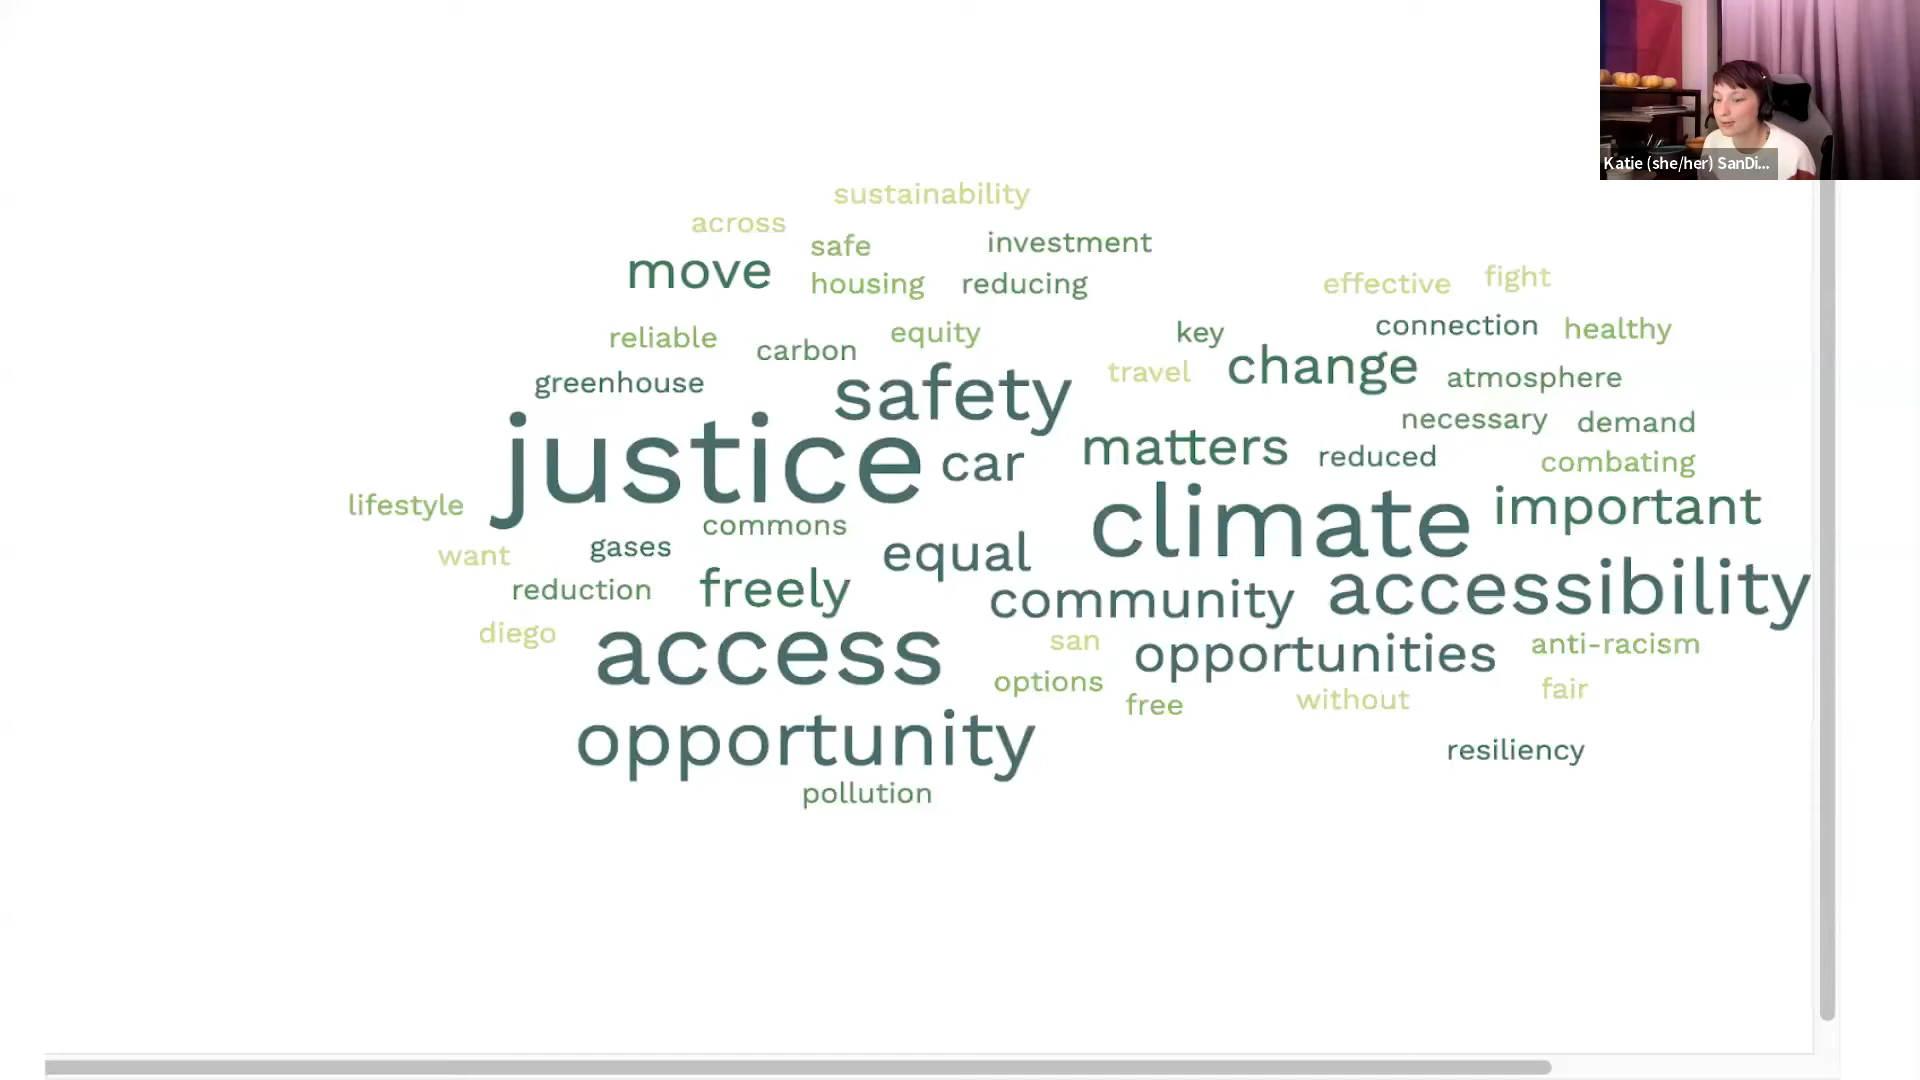 Katie (she/her) SanDi...
sustainability
across
safe
investment
move
housing
reducing
effective
fight
reliable
carbon
equity
key
connection
healthy
greenhouse
safety
travel
change
atmosphere
necessary
demand
justice
car
matters
reduced
combating
lifestyle
commons
climate
important
want
gases
equal
reduction
freely
community
accessibility
diego
access
san
opportunities
anti-racism
options
free
without
fair
opportunity
resiliency
pollution